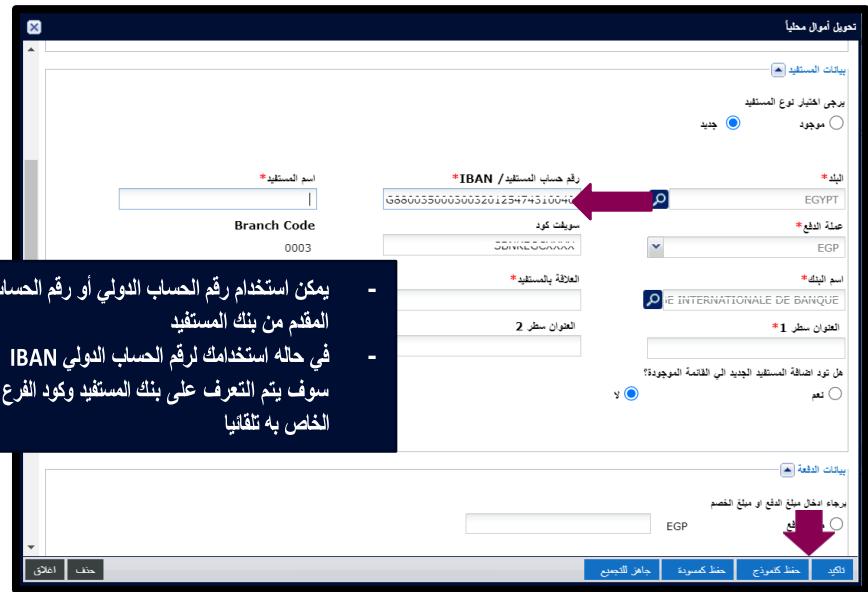 تحويل أموال محلياً
بيانات المستفيد
يرجى اختيار نوع المستفيد
موجود جديد
البلد* رقم حساب المستفيد/ IBAN* اسم المستفيد*
EGYPT
عملة الدفع* سويفت كود Branch Code
EGP 0003
اسم البنك* العلاقة بالمستفيد*
INTERNATIONALE DE BANQUE
العنوان سطر 1* العنوان سطر 2
هل تود اضافة المستفيد الجديد الي القائمة الموجودة؟
نعم لا
- يمكن استخدام رقم الحساب الدولي أو رقم الحساب
المقدم من بنك المستفيد
- في حاله استخدامك لرقم الحساب الدولي IBAN
سوف يتم التعرف على بنك المستفيد وكود الفرع
الخاص به تلقائيا
بيانات الدفعة
برجاء ادخال مبلغ الدفع او مبلغ الخصم
EGP
تاكيد حفظ كنموذج حفظ كمسودة جاهز للتجميع حذف اغلاق